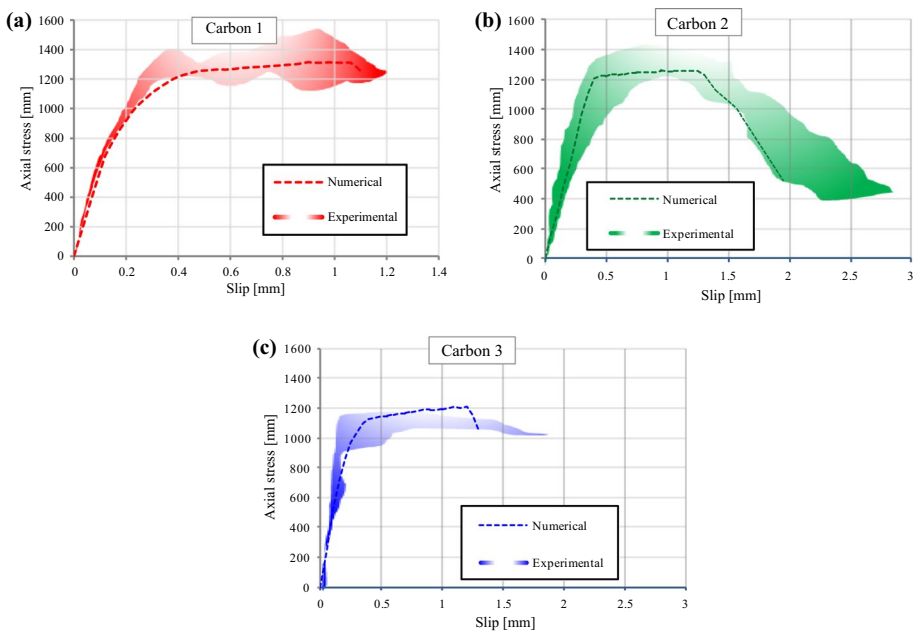 (a)
Carbon 1
Axial stress [mm]
1600
1400
1200
1000
800
600
400
200
0
0 0.2 0.4 0.6 0.8 1 1.2 1.4
Slip [mm]
Numerical
Experimental
(b)
Carbon 2
Axial stress [mm]
1600
1400
1200
1000
800
600
400
200
0
0 0.5 1 1.5 2 2.5 3
Slip [mm]
Numerical
Experimental
(c)
Carbon 3
Axial stress [mm]
1600
1400
1200
1000
800
600
400
200
0
0 0.5 1 1.5 2 2.5 3
Slip [mm]
Numerical
Experimental